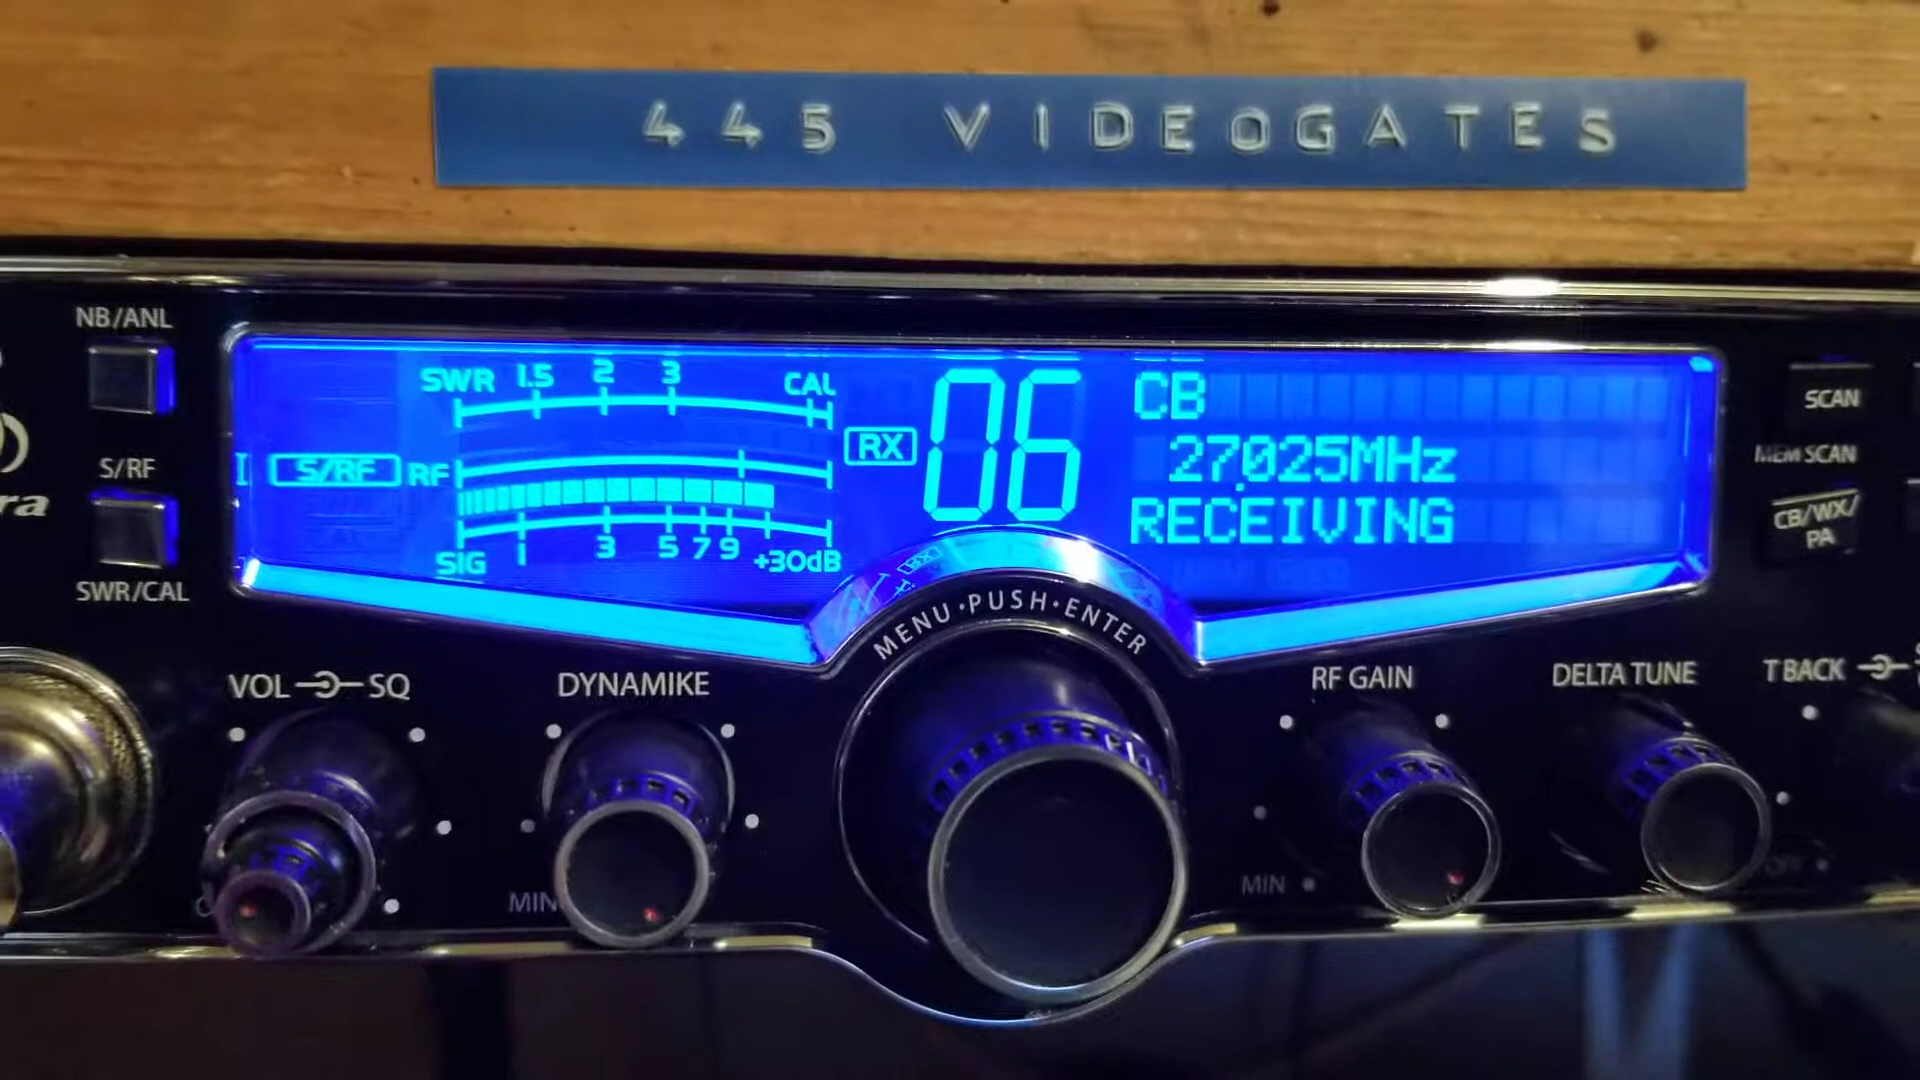 445 VIDEOGATES
NB/ANL
S/RF
SWR/CAL
SWR 1.5 2 3 CAL
S/RF RF
SIG 1 3 5 7 9 +30dB
RX 06
CB
27.025MHz
RECEIVING
SCAN
MEM SCAN
CB/WX/
PA
MENU·PUSH·ENTER
VOL SQ
DYNAMIKE
RF GAIN
DELTA TUNE
T BACK
MIN
MIN
OFF